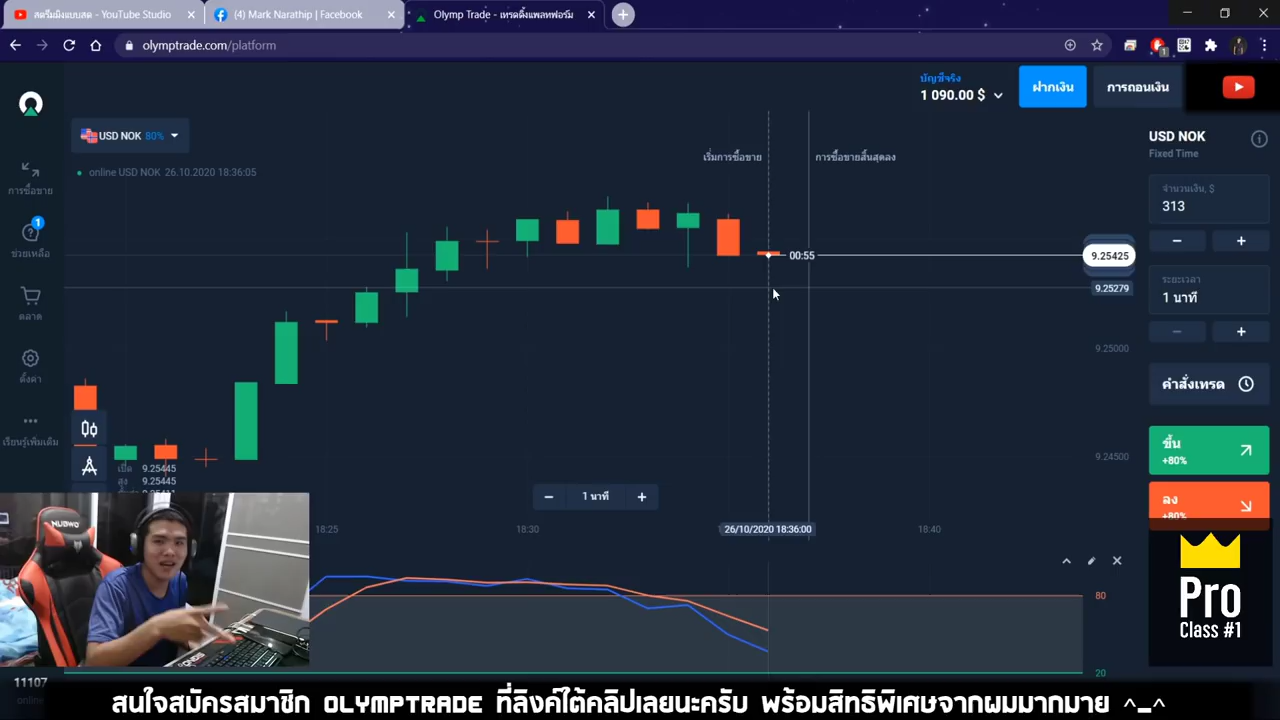 สตรีมมิงแบบสด - YouTube Studio
(4) Mark Narathip | Facebook
Olymp Trade - เทรดดิ้งแพลทฟอร์ม
olymptrade.com/platform
1
บัญชีจริง
1 090.00 $
ฝากเงิน
การถอนเงิน
USD NOK 80%
online USD NOK 26.10.2020 18:36:05
เริ่มการซื้อขาย
การซื้อขายสิ้นสุดลง
USD NOK
Fixed Time
จำนวนเงิน, $
313
ระยะเวลา
1 นาที
คำสั่งเทรด
ขึ้น
+80%
ลง
+80%
การซื้อขาย
1
ช่วยเหลือ
ตลาด
ตั้งค่า
เรียนรู้เพิ่มเติม
00:55
9.25425
9.25279
9.25000
9.24500
เปิด 9.25445
สูง 9.25445
1 นาที
18:25
18:30
26/10/2020 18:36:00
18:40
80
20
NUBWO
Pro
Class #1
11107
online
สนใจสมัครสมาชิก OLYMPTRADE ที่ลิงค์ใต้คลิปเลยนะครับ พร้อมสิทธิพิเศษจากผมมากมาย ^_^